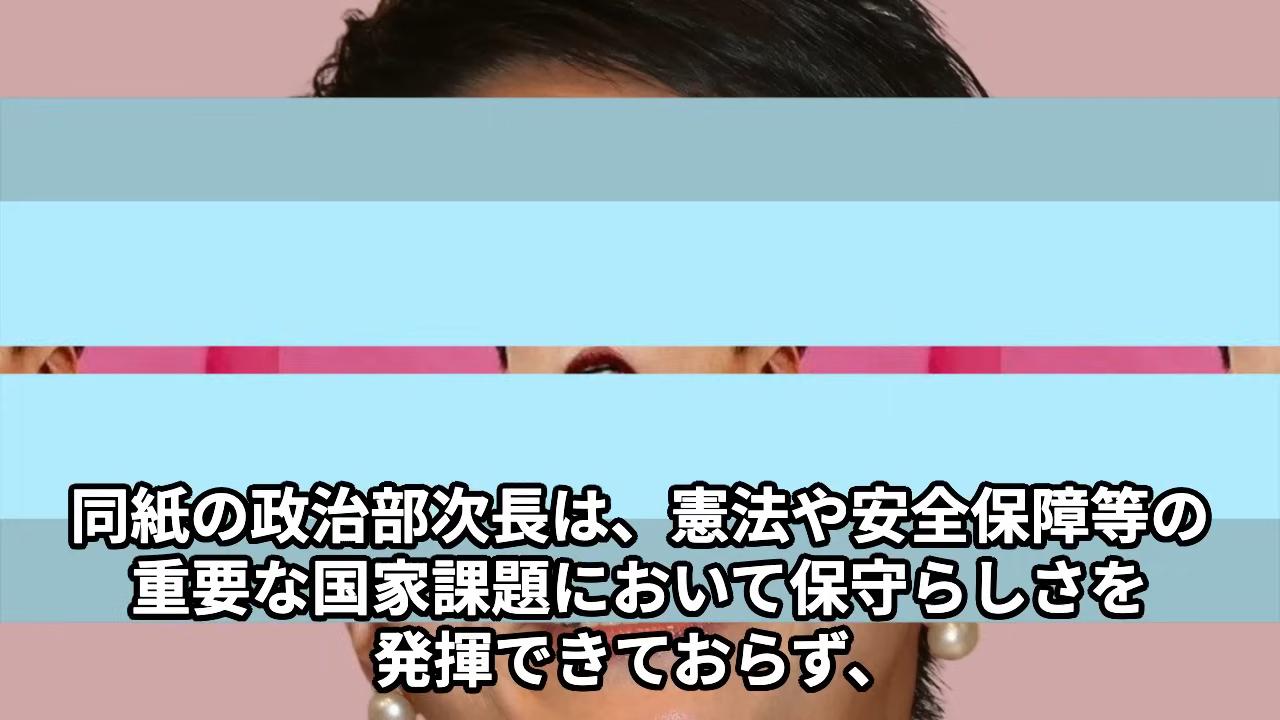 同紙の政治部次長は、憲法や安全保障等の
重要な国家課題において保守らしさを
発揮できておらず、